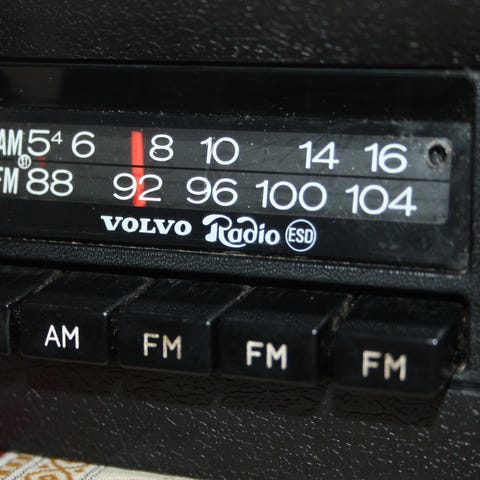 AM 5⁴ 6 8 10 14 16
FM 88 92 96 100 104
VOLVO Radio ESD
AM FM FM FM